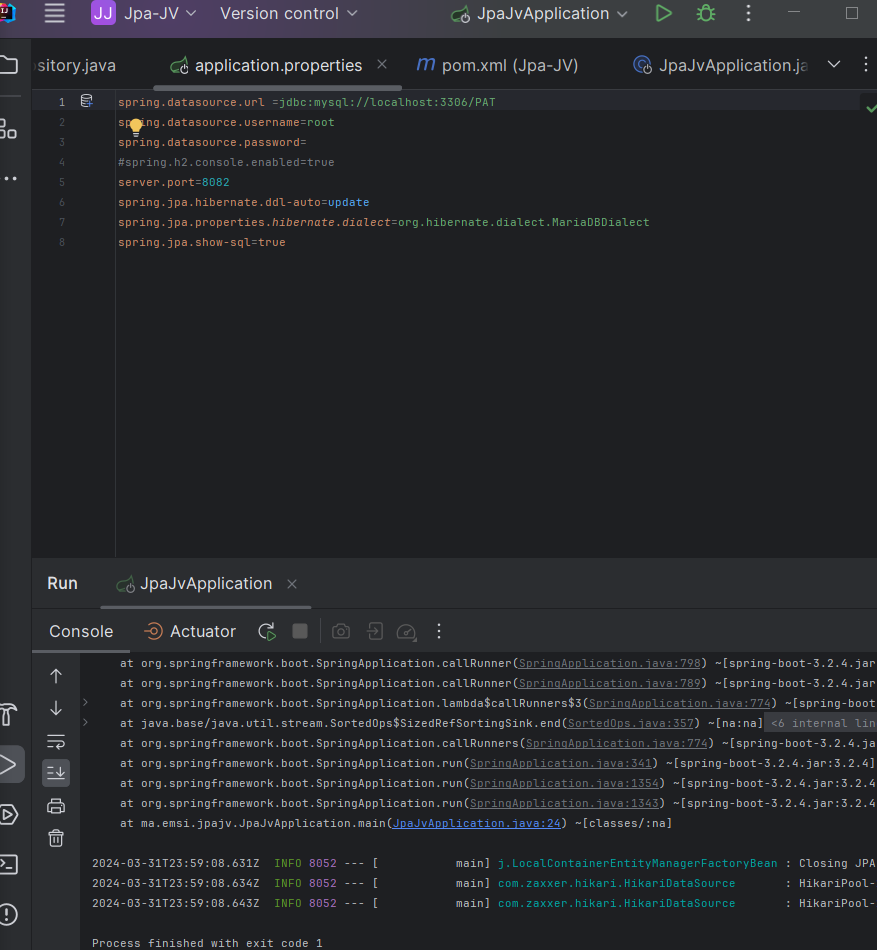 JJ Jpa-JV Version control JpaJvApplication
sitory.java application.properties m pom.xml (Jpa-JV) JpaJvApplication.ja
1 spring.datasource.url =jdbc:mysql://localhost:3306/PAT
2 spring.datasource.username=root
3 spring.datasource.password=
4 #spring.h2.console.enabled=true
5 server.port=8082
6 spring.jpa.hibernate.ddl-auto=update
7 spring.jpa.properties.hibernate.dialect=org.hibernate.dialect.MariaDBDialect
8 spring.jpa.show-sql=true
Run JpaJvApplication
Console Actuator
at org.springframework.boot.SpringApplication.callRunner(SpringApplication.java:798) ~[spring-boot-3.2.4.jar
at org.springframework.boot.SpringApplication.callRunner(SpringApplication.java:789) ~[spring-boot-3.2.4.jar
at org.springframework.boot.SpringApplication.lambda$callRunners$3(SpringApplication.java:774) ~[spring-boot
at java.base/java.util.stream.SortedOps$SizedRefSortingSink.end(SortedOps.java:357) ~[na:na] <6 internal lin
at org.springframework.boot.SpringApplication.callRunners(SpringApplication.java:774) ~[spring-boot-3.2.4.ja
at org.springframework.boot.SpringApplication.run(SpringApplication.java:341) ~[spring-boot-3.2.4.jar:3.2.4]
at org.springframework.boot.SpringApplication.run(SpringApplication.java:1354) ~[spring-boot-3.2.4.jar:3.2.4
at org.springframework.boot.SpringApplication.run(SpringApplication.java:1343) ~[spring-boot-3.2.4.jar:3.2.4
at ma.emsi.jpajv.JpaJvApplication.main(JpaJvApplication.java:24) ~[classes/:na]
2024-03-31T23:59:08.631Z INFO 8052 --- [ main] j.LocalContainerEntityManagerFactoryBean : Closing JPA
2024-03-31T23:59:08.634Z INFO 8052 --- [ main] com.zaxxer.hikari.HikariDataSource : HikariPool-
2024-03-31T23:59:08.643Z INFO 8052 --- [ main] com.zaxxer.hikari.HikariDataSource : HikariPool-
Process finished with exit code 1